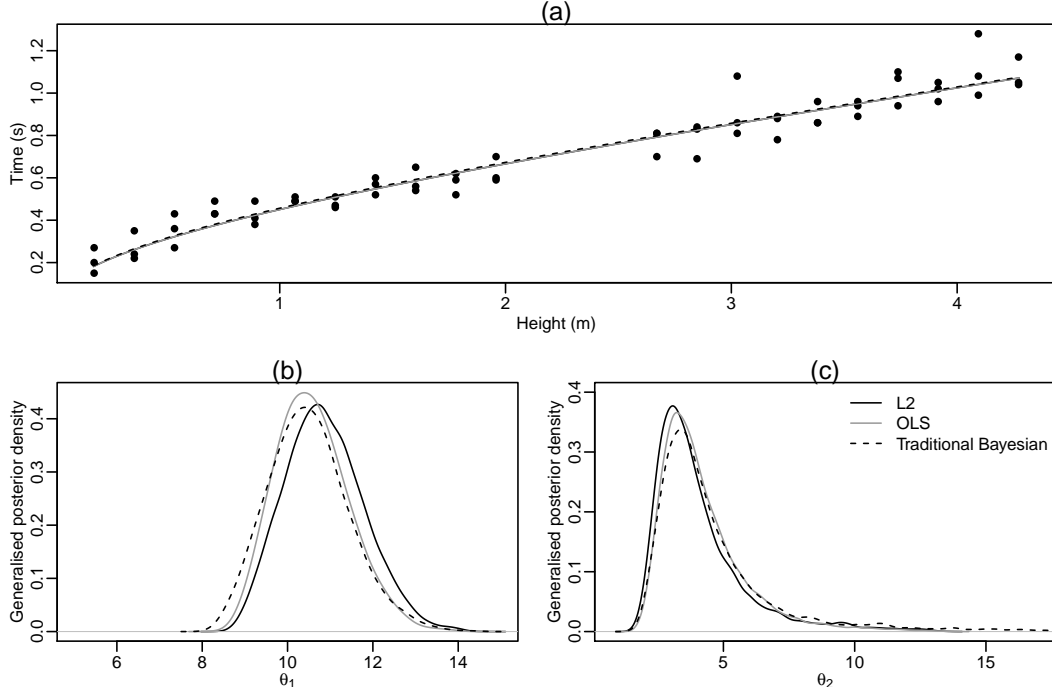 (a)
Time (s)
0.2 0.4 0.6 0.8 1.0 1.2
1 2 3 4
Height (m)
(b)
Generalised posterior density
0.0 0.1 0.2 0.3 0.4
6 8 10 12 14
θ1
(c)
Generalised posterior density
0.0 0.1 0.2 0.3 0.4
5 10 15
θ2
L2
OLS
Traditional Bayesian